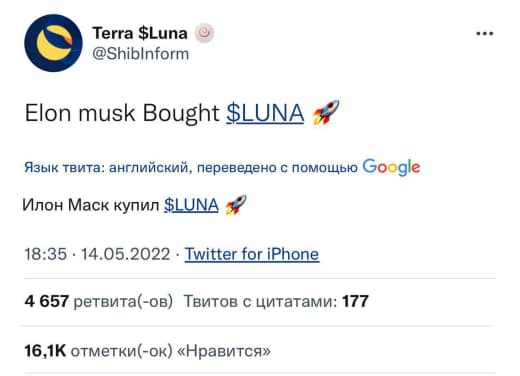 Terra $Luna
@ShibInform
Elon musk Bought $LUNA 🚀
Язык твита: английский, переведено с помощью Google
Илон Маск купил $LUNA 🚀
18:35 · 14.05.2022 · Twitter for iPhone
4 657 ретвита(-ов) Твитов с цитатами: 177
16,1K отметки(-ок) «Нравится»